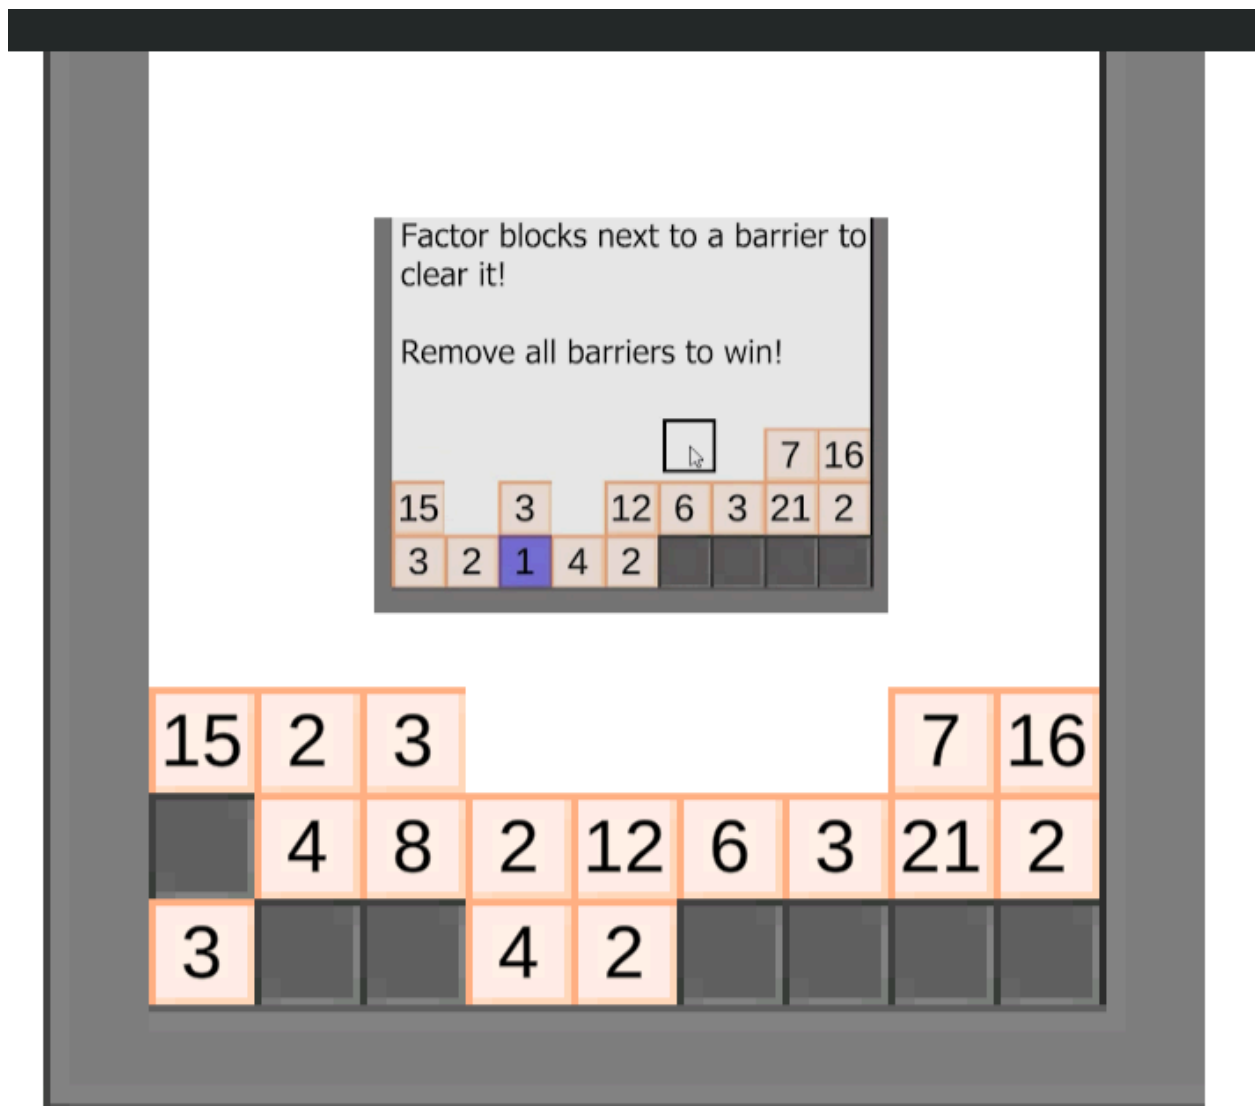 Factor blocks next to a barrier to
clear it!
Remove all barriers to win!
7 16
15 3 12 6 3 21 2
3 2 1 4 2
15 2 3 7 16
4 8 2 12 6 3 21 2
3 4 2